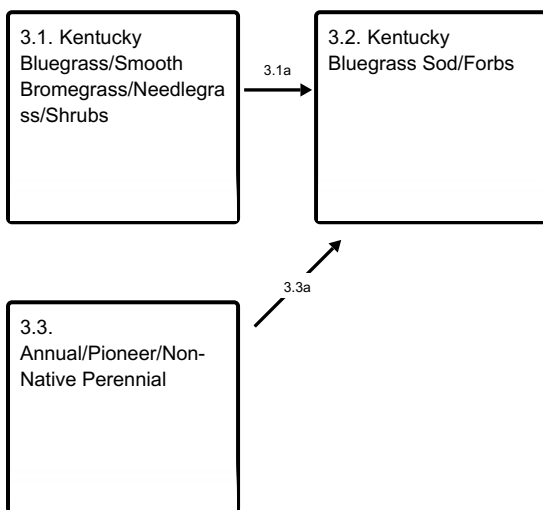 3.1. Kentucky
Bluegrass/Smooth
Bromegrass/Needlegra
ss/Shrubs
3.1a
3.2. Kentucky
Bluegrass Sod/Forbs
3.3a
3.3.
Annual/Pioneer/Non-
Native Perennial